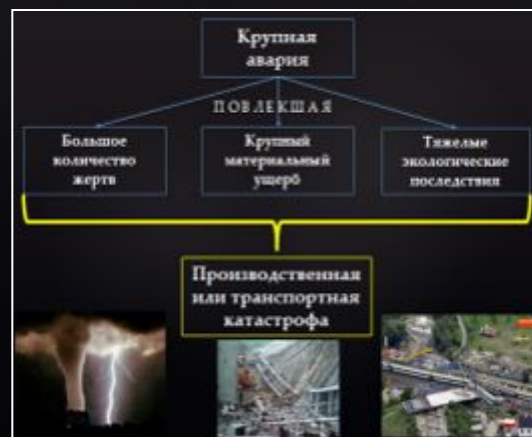 Крупная
авария
ПОВЛЕКШАЯ
Большое
количество
жертв
Крупный
материальный
ущерб
Тяжелые
экологические
последствия
Производственная
или транспортная
катастрофа